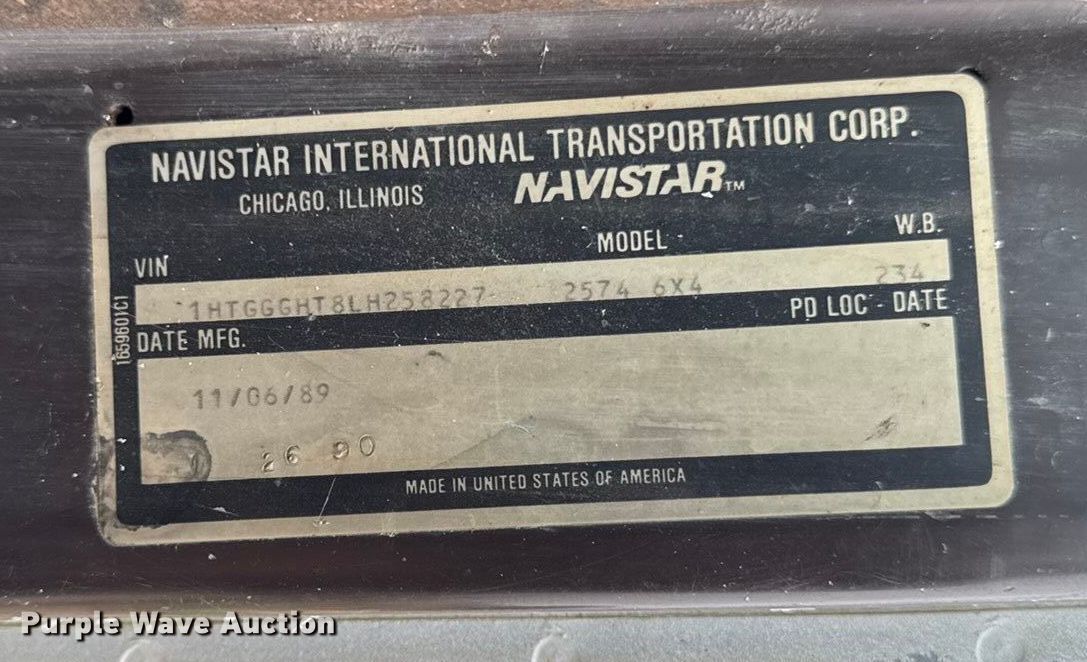 NAVISTAR INTERNATIONAL TRANSPORTATION CORP.
CHICAGO, ILLINOIS NAVISTAR™
VIN MODEL W.B.
1HTGGGHT8LH258227 2574 6X4 234
DATE MFG. PD LOC - DATE
11/06/89
1 26 90
MADE IN UNITED STATES OF AMERICA
1659601C1
Purple Wave Auction